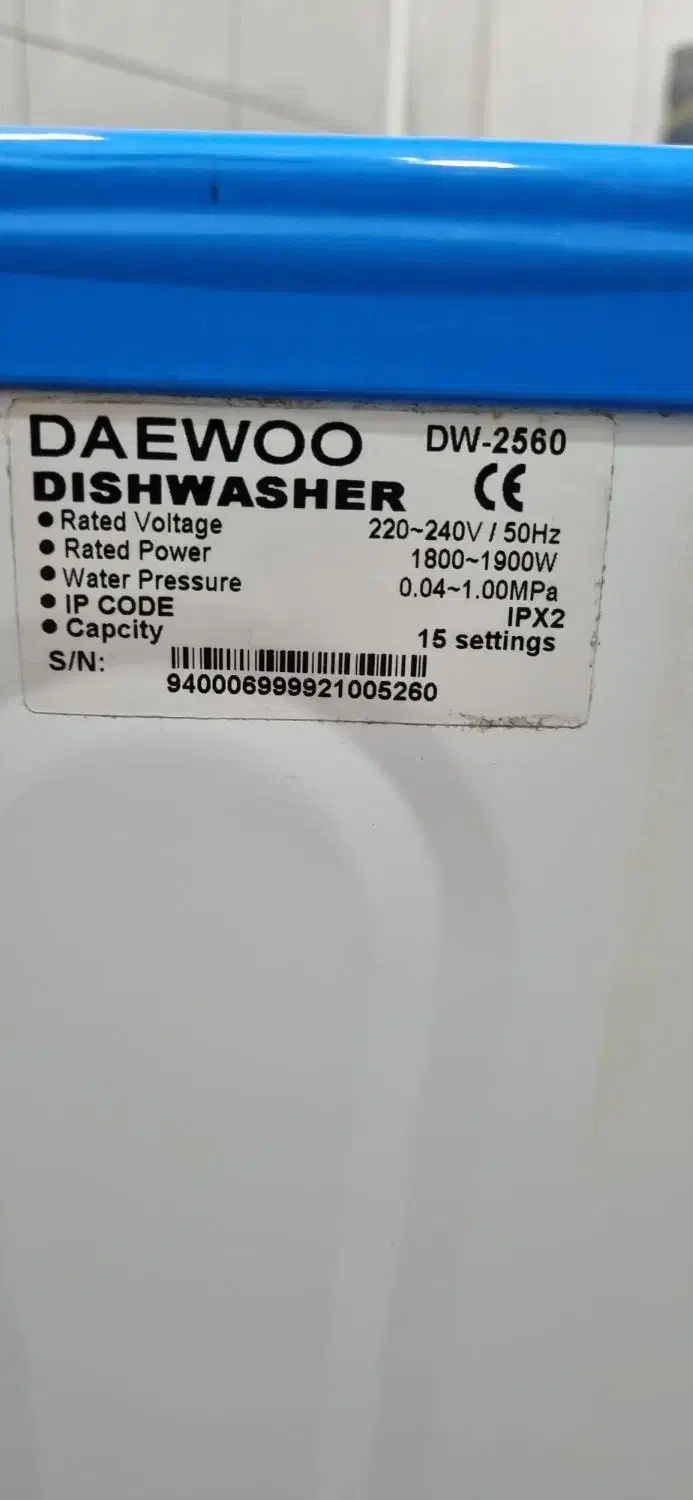 DAEWOO DW-2560
DISHWASHER CE
● Rated Voltage 220~240V / 50Hz
● Rated Power 1800~1900W
● Water Pressure 0.04~1.00MPa
● IP CODE IPX2
● Capcity 15 settings
S/N:
940006999921005260